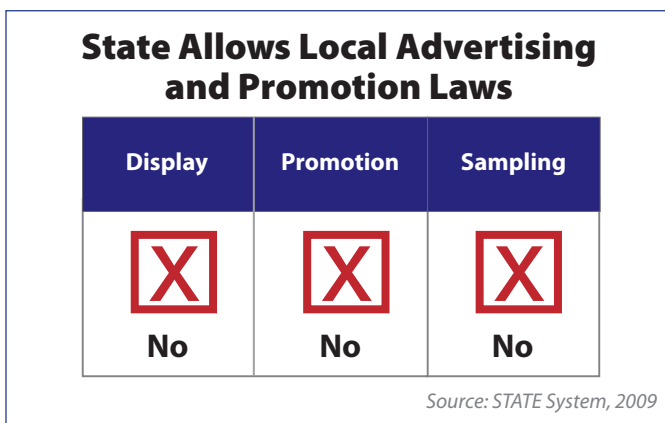 State Allows Local Advertising
and Promotion Laws
Display Promotion Sampling
X X X
No No No
Source: STATE System, 2009